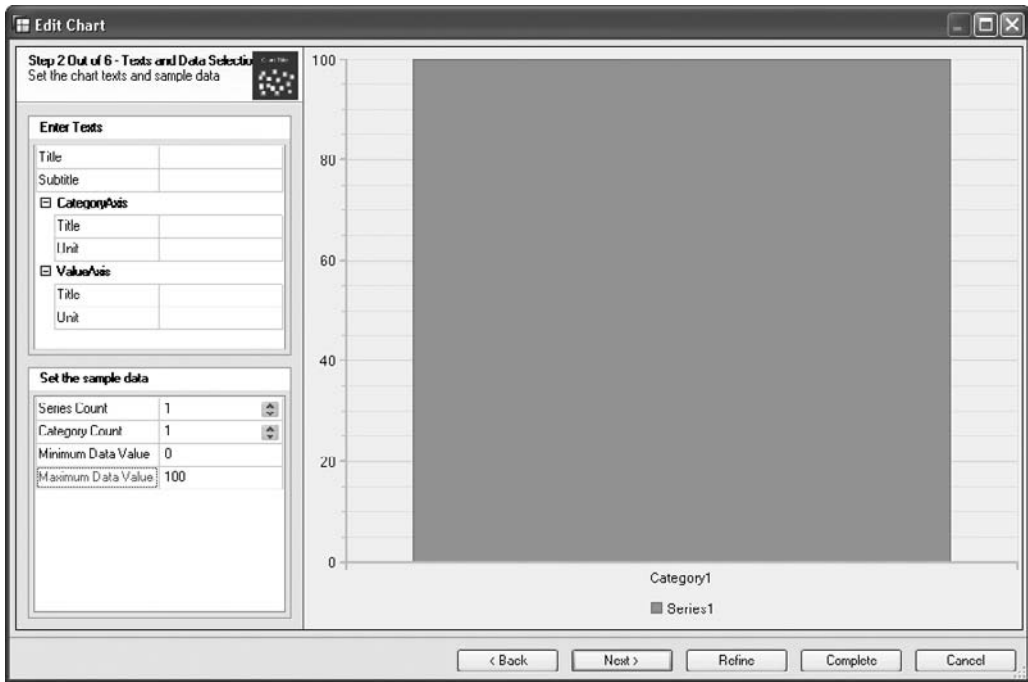 Edit Chart
Step 2 Out of 6 - Texts and Data Selectio
Set the chart texts and sample data
Enter Texts
Title
Subtitle
CategoryAxis
Title
Unit
ValueAxis
Title
Unit
Set the sample data
Series Count 1
Category Count 1
Minimum Data Value 0
Maximum Data Value 100
100
80
60
40
20
0
Category1
Series1
< Back
Next >
Refine
Complete
Cancel